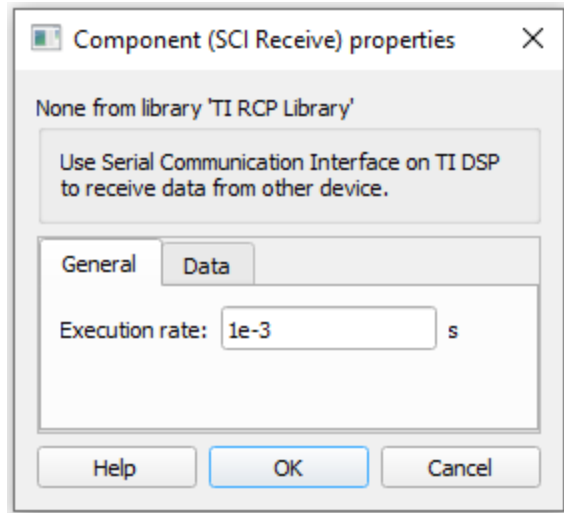 Component (SCI Receive) properties
None from library 'TI RCP Library'
Use Serial Communication Interface on TI DSP
to receive data from other device.
General Data
Execution rate: 1e-3 s
Help OK Cancel